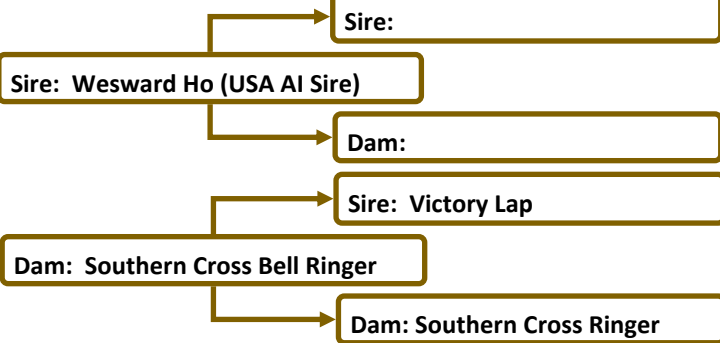 Sire:
Sire:  Wesward Ho (USA AI Sire)
Dam:
Sire:  Victory Lap
Dam:  Southern Cross Bell Ringer
Dam: Southern Cross Ringer